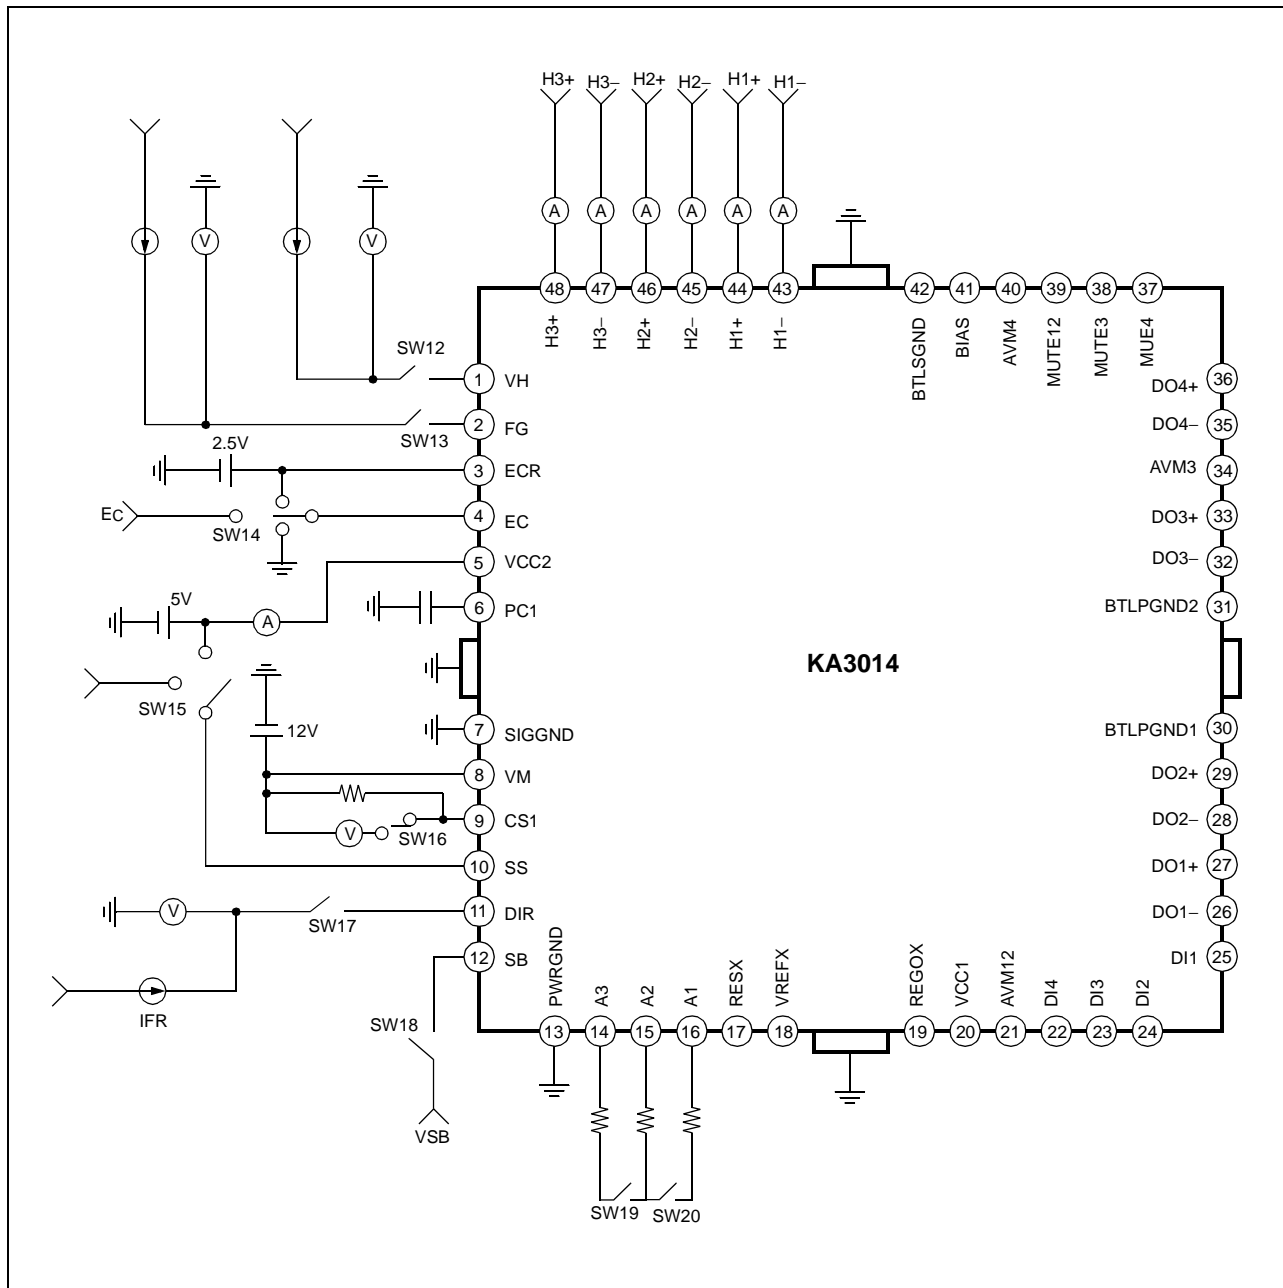 H3+ H3− H2+ H2− H1+ H1−
A A A A A A
V V
48 47 46 45 44 43 42 41 40 39 38 37
H3+ H3− H2+ H2− H1+ H1− BTLSGND BIAS AVM4 MUTE12 MUTE3 MUE4
SW12
1 VH
SW13
2 FG
2.5V
3 ECR
EC
SW14
4 EC
5 VCC2
5V
A
6 PC1
SW15
12V
7 SIGGND
8 VM
V
SW16
9 CS1
10 SS
V
SW17
11 DIR
12 SB
IFR
SW18
VSB
KA3014
36 DO4+
35 DO4−
34 AVM3
33 DO3+
32 DO3−
31 BTLPGND2
30 BTLPGND1
29 DO2+
28 DO2−
27 DO1+
26 DO1−
25 DI1
PWRGND A3 A2 A1 RESX VREFX REGOX VCC1 AVM12 DI4 DI3 DI2
13 14 15 16 17 18 19 20 21 22 23 24
SW19 SW20